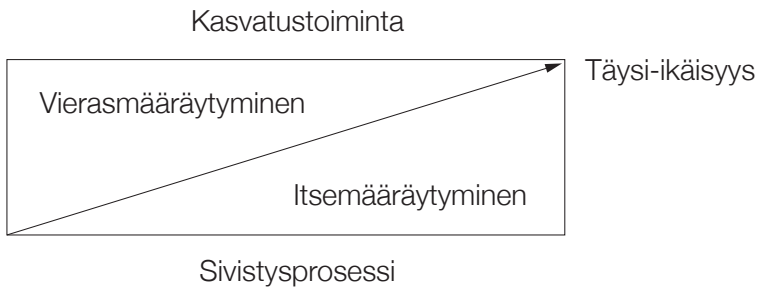 Kasvatustoiminta
Täysi-ikäisyys
Vierasmääräytyminen
Itsemääräytyminen
Sivistysprosessi